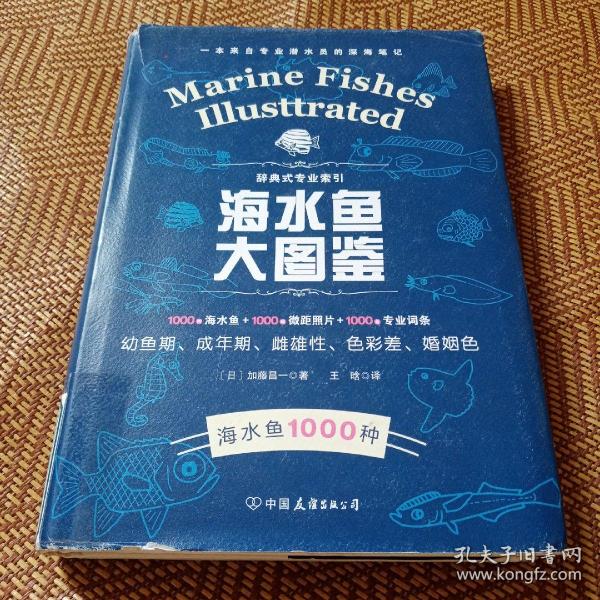 一本来自专业潜水员的深海笔记
Marine Fishes
Illusttrated
辞典式专业索引
海水鱼
大图鉴
1000种海水鱼+1000张微距照片+1000条专业词条
幼鱼期、成年期、雌雄性、色彩差、婚姻色
[日]加藤昌一◎著 王晗◎译
海水鱼1000种
中国友谊出版公司
孔夫子旧书网
www.kongfz.com